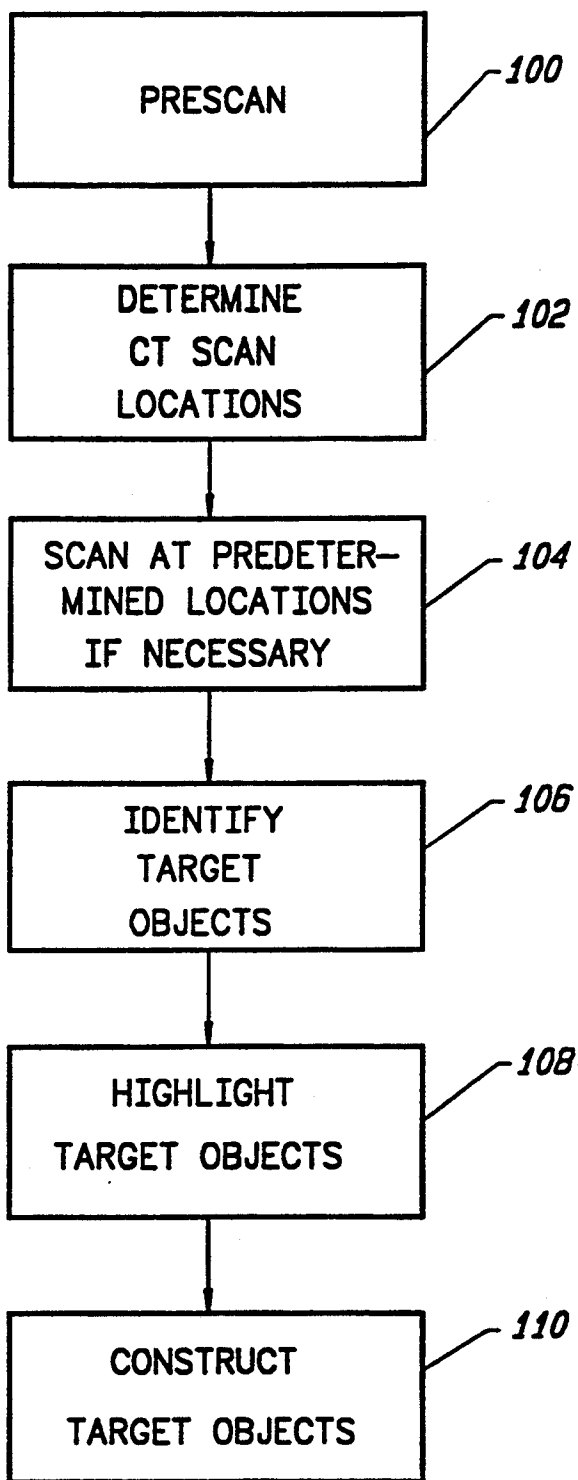 PRESCAN
100
DETERMINE
CT SCAN
LOCATIONS
102
SCAN AT PREDETER-
MINED LOCATIONS
IF NECESSARY
104
IDENTIFY
TARGET
OBJECTS
106
HIGHLIGHT
TARGET OBJECTS
108
CONSTRUCT
TARGET OBJECTS
110